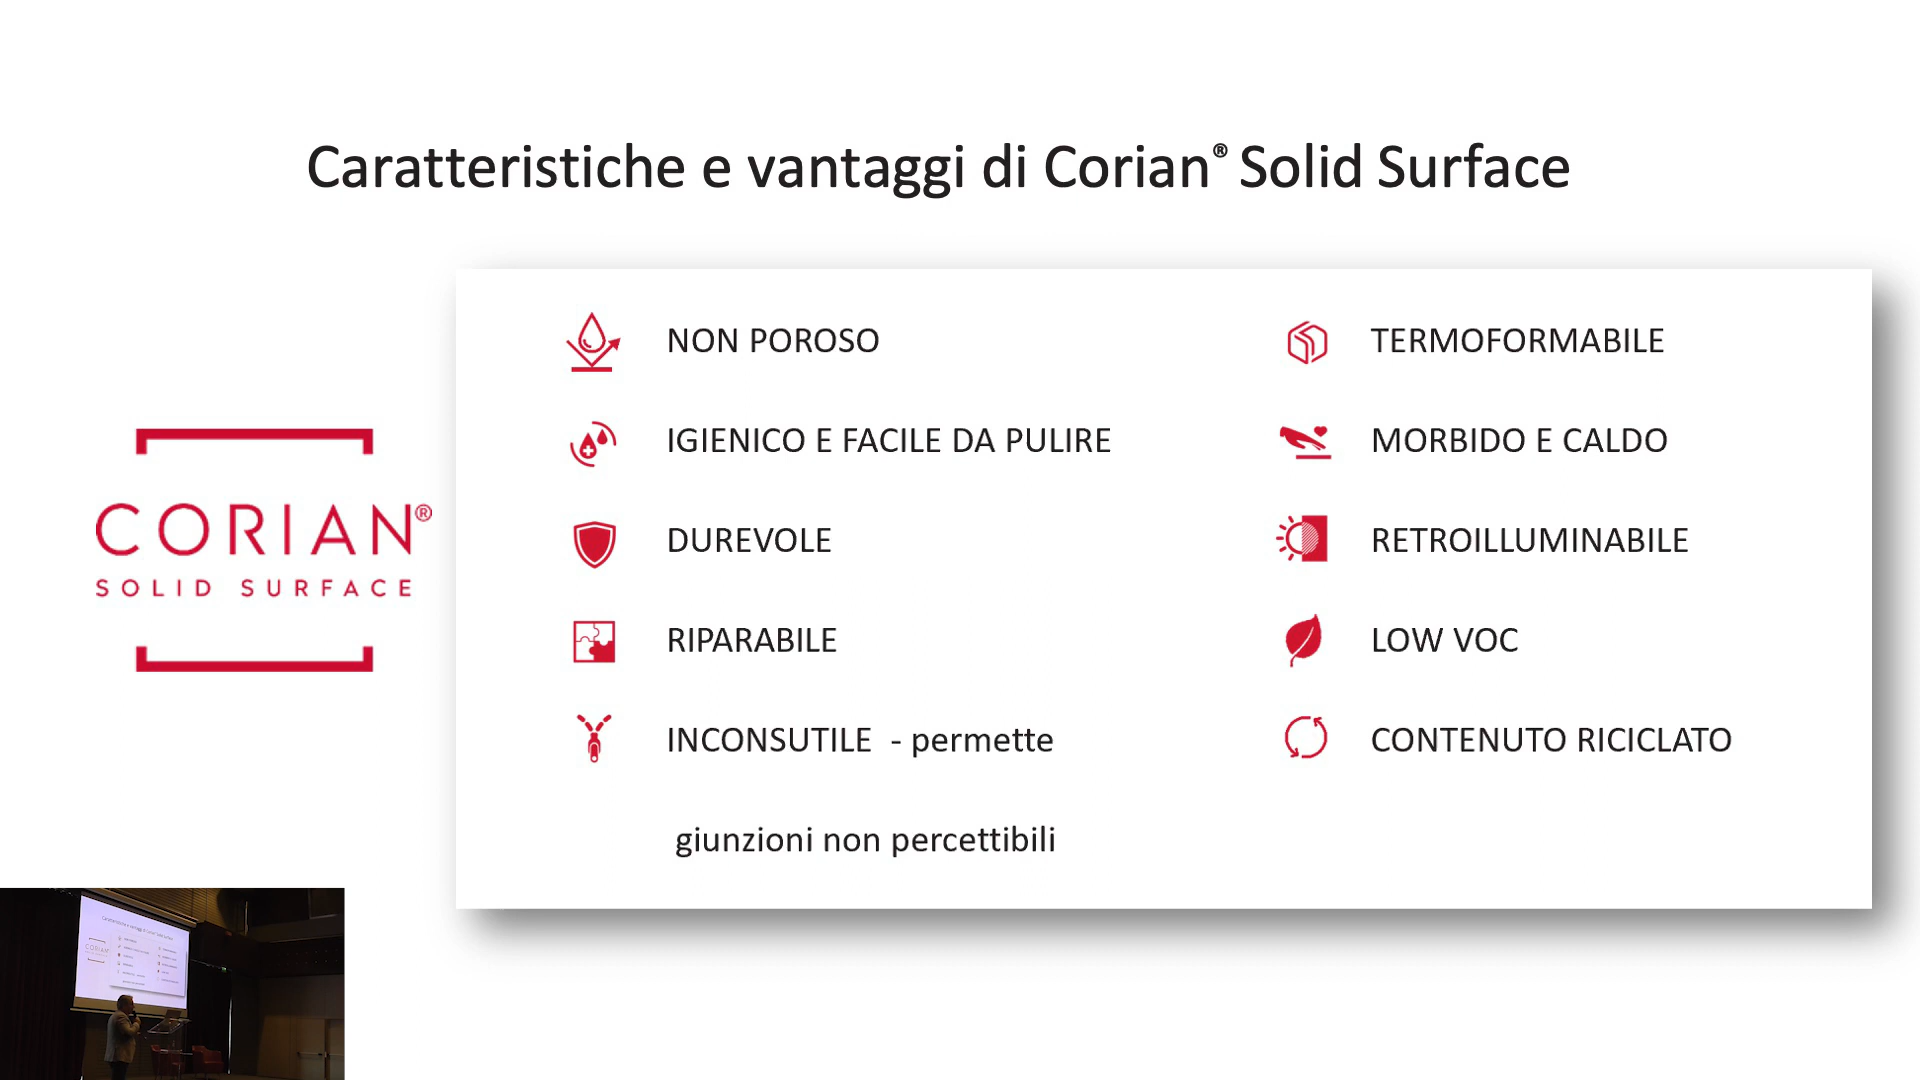 Caratteristiche e vantaggi di Corian® Solid Surface
CORIAN®
SOLID SURFACE
NON POROSO
IGIENICO E FACILE DA PULIRE
DUREVOLE
RIPARABILE
INCONSUTILE - permette
giunzioni non percettibili
TERMOFORMABILE
MORBIDO E CALDO
RETROILLUMINABILE
LOW VOC
CONTENUTO RICICLATO